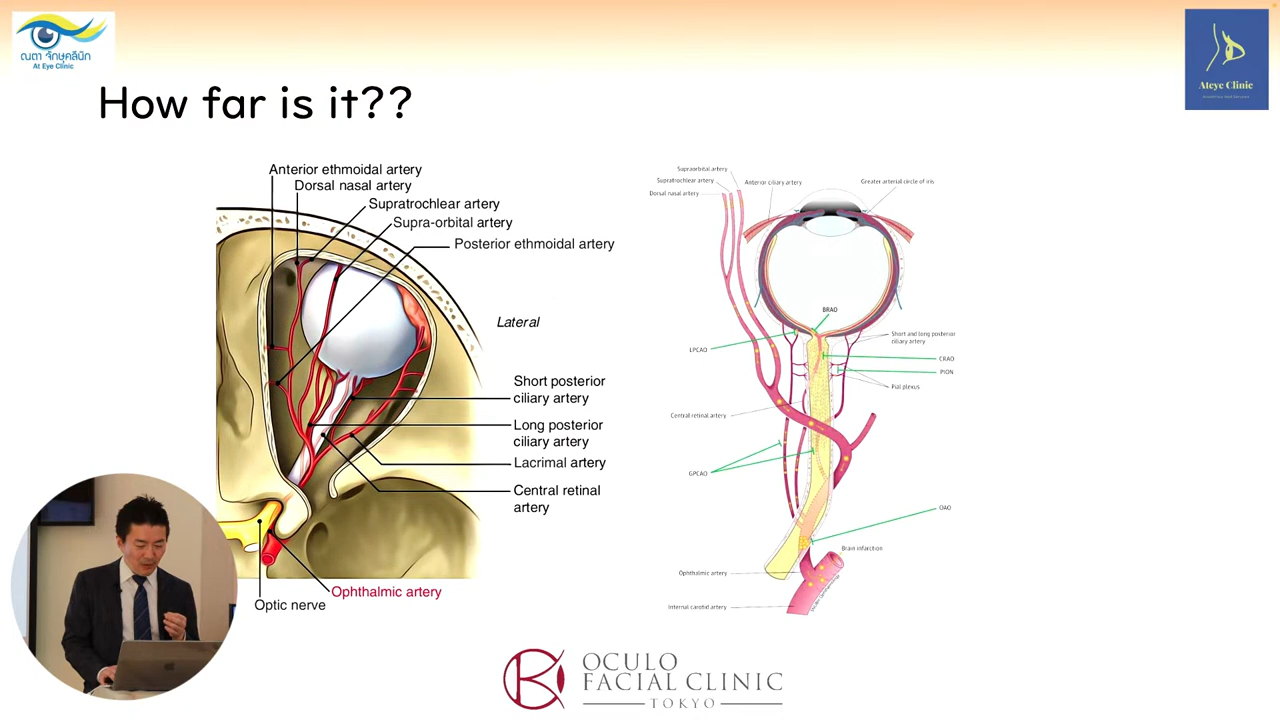 ณตา จักษุคลินิก
At Eye Clinic
Ateye Clinic
How far is it??
Anterior ethmoidal artery
Dorsal nasal artery
Supratrochlear artery
Supra-orbital artery
Posterior ethmoidal artery
Lateral
Short posterior
ciliary artery
Long posterior
ciliary artery
Lacrimal artery
Central retinal
artery
Ophthalmic artery
Optic nerve
Supraorbital artery
Supratrochlear artery
Dorsal nasal artery
Anterior ciliary artery
Greater arterial circle of iris
BRAO
Short and long posterior
ciliary artery
LPCAO
CRAO
PION
Pial plexus
Central retinal artery
GPCAO
OAO
Brain infarction
Ophthalmic artery
Internal carotid artery
OCULO
FACIAL CLINIC
TOKYO